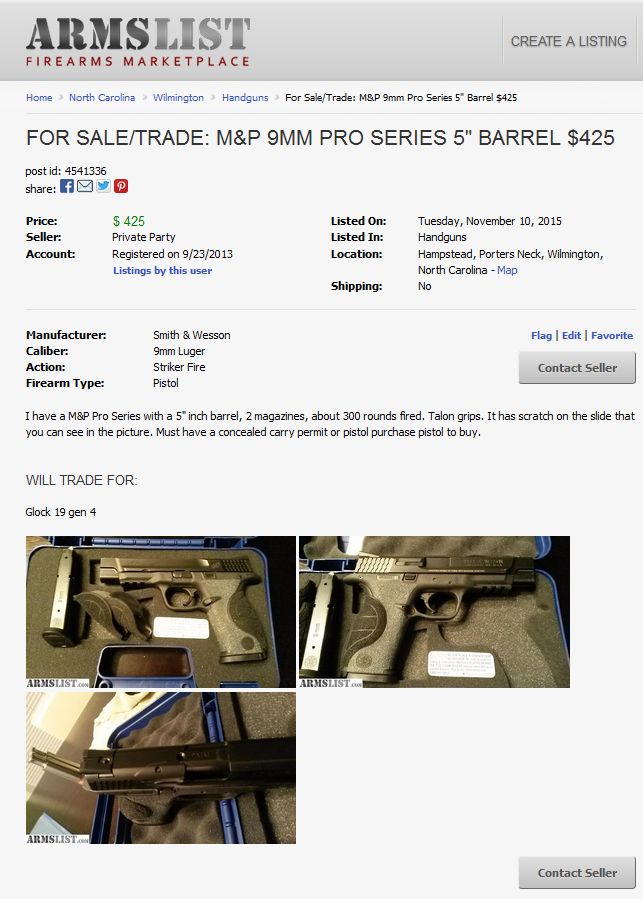 ARMSLIST
FIREARMS MARKETPLACE
CREATE A LISTING
Home > North Carolina > Wilmington > Handguns > For Sale/Trade: M&P 9mm Pro Series 5" Barrel $425
FOR SALE/TRADE: M&P 9MM PRO SERIES 5" BARREL $425
post id: 4541336
share:
Price: $ 425
Seller: Private Party
Account: Registered on 9/23/2013
Listings by this user
Listed On: Tuesday, November 10, 2015
Listed In: Handguns
Location: Hampstead, Porters Neck, Wilmington,
North Carolina - Map
Shipping: No
Manufacturer: Smith & Wesson
Caliber: 9mm Luger
Action: Striker Fire
Firearm Type: Pistol
Flag | Edit | Favorite
Contact Seller
I have a M&P Pro Series with a 5" inch barrel, 2 magazines, about 300 rounds fired. Talon grips. It has scratch on the slide that
you can see in the picture. Must have a concealed carry permit or pistol purchase pistol to buy.
WILL TRADE FOR:
Glock 19 gen 4
ARMSLIST.com
ARMSLIST.com
ARMSLIST.com
Contact Seller